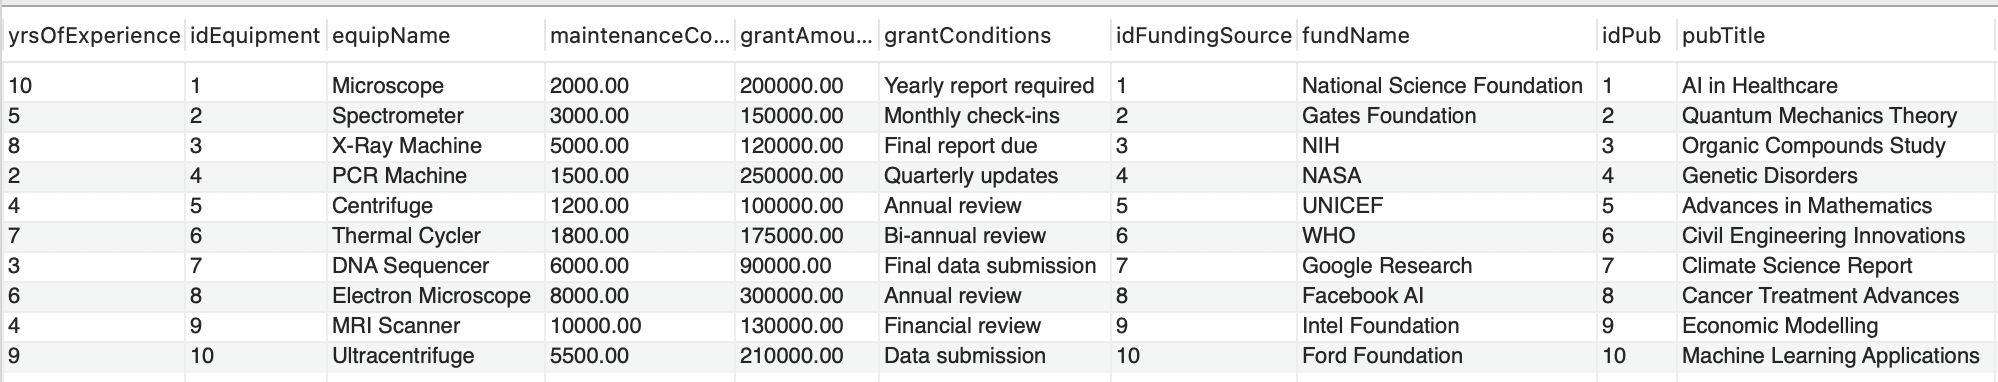 yrsOfExperience idEquipment equipName maintenanceCo... grantAmou... grantConditions idFundingSource fundName idPub pubTitle
10 1 Microscope 2000.00 200000.00 Yearly report required 1 National Science Foundation 1 AI in Healthcare
5 2 Spectrometer 3000.00 150000.00 Monthly check-ins 2 Gates Foundation 2 Quantum Mechanics Theory
8 3 X-Ray Machine 5000.00 120000.00 Final report due 3 NIH 3 Organic Compounds Study
2 4 PCR Machine 1500.00 250000.00 Quarterly updates 4 NASA 4 Genetic Disorders
4 5 Centrifuge 1200.00 100000.00 Annual review 5 UNICEF 5 Advances in Mathematics
7 6 Thermal Cycler 1800.00 175000.00 Bi-annual review 6 WHO 6 Civil Engineering Innovations
3 7 DNA Sequencer 6000.00 90000.00 Final data submission 7 Google Research 7 Climate Science Report
6 8 Electron Microscope 8000.00 300000.00 Annual review 8 Facebook AI 8 Cancer Treatment Advances
4 9 MRI Scanner 10000.00 130000.00 Financial review 9 Intel Foundation 9 Economic Modelling
9 10 Ultracentrifuge 5500.00 210000.00 Data submission 10 Ford Foundation 10 Machine Learning Applications